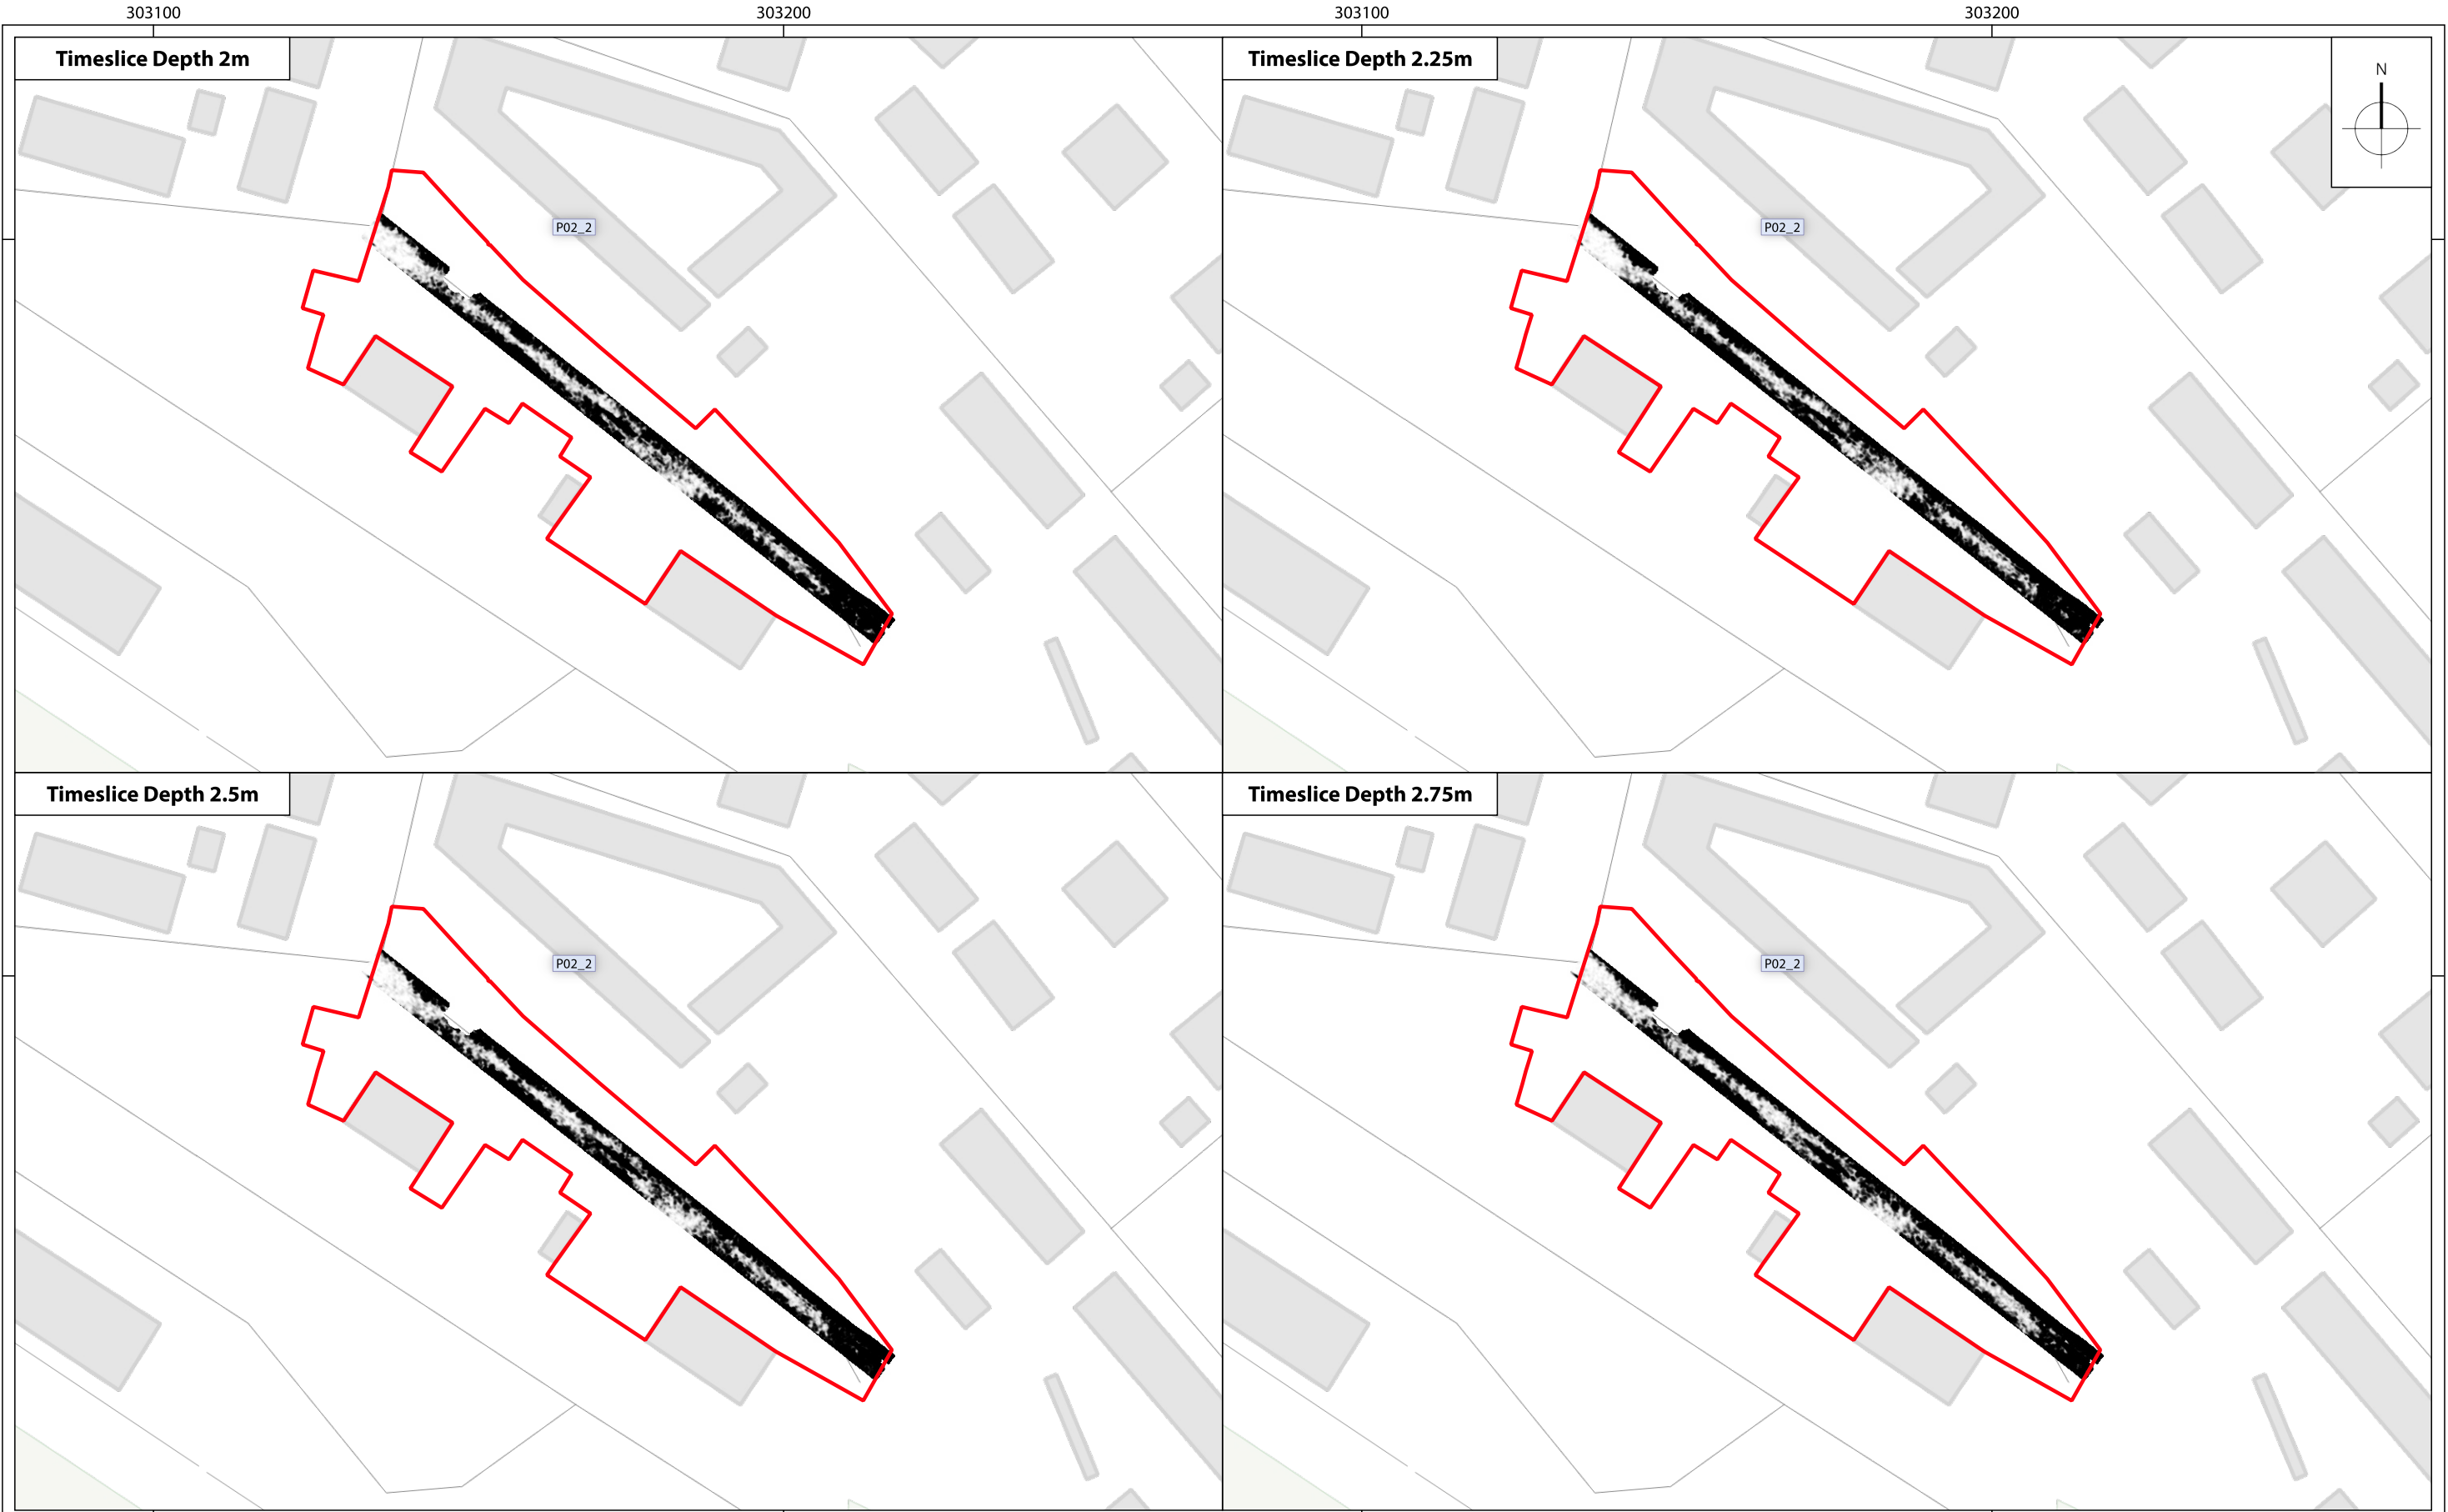 303100
303200
303100
303200
Timeslice Depth 2m
Timeslice Depth 2.25m
N
P02_2
P02_2
Timeslice Depth 2.5m
Timeslice Depth 2.75m
P02_2
P02_2